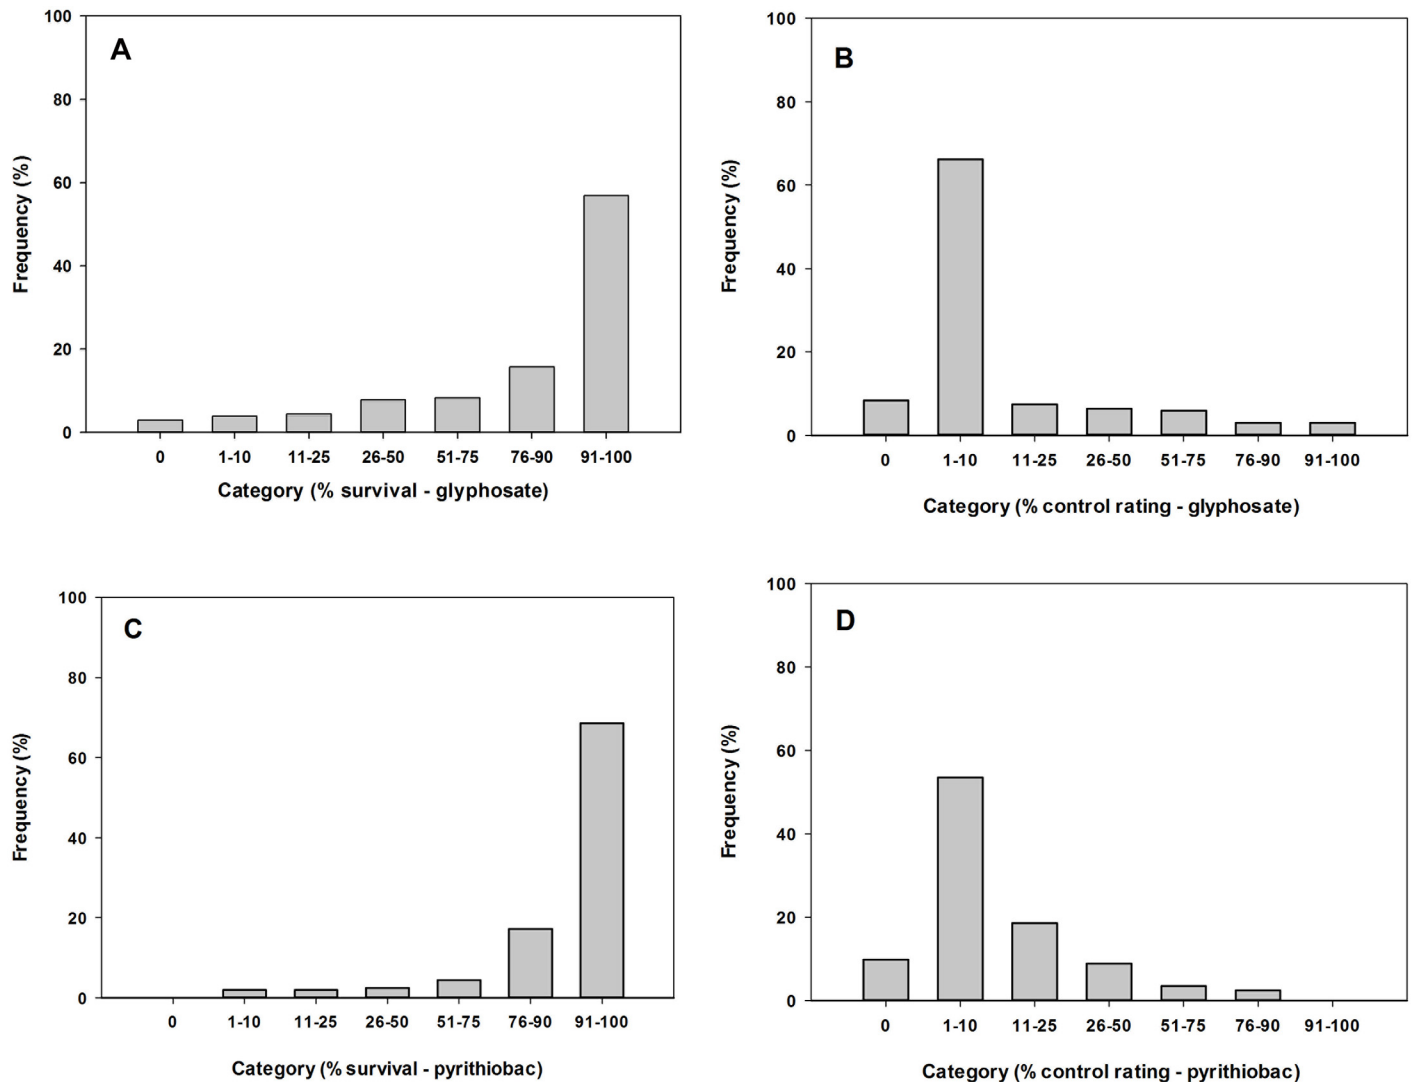 A
100
80
60
40
20
0
Frequency (%)
0 1-10 11-25 26-50 51-75 76-90 91-100
Category (% survival - glyphosate)
B
100
80
60
40
20
0
Frequency (%)
0 1-10 11-25 26-50 51-75 76-90 91-100
Category (% control rating - glyphosate)
C
100
80
60
40
20
0
Frequency (%)
0 1-10 11-25 26-50 51-75 76-90 91-100
Category (% survival - pyrithiobac)
D
100
80
60
40
20
0
Frequency (%)
0 1-10 11-25 26-50 51-75 76-90 91-100
Category (% control rating - pyrithiobac)